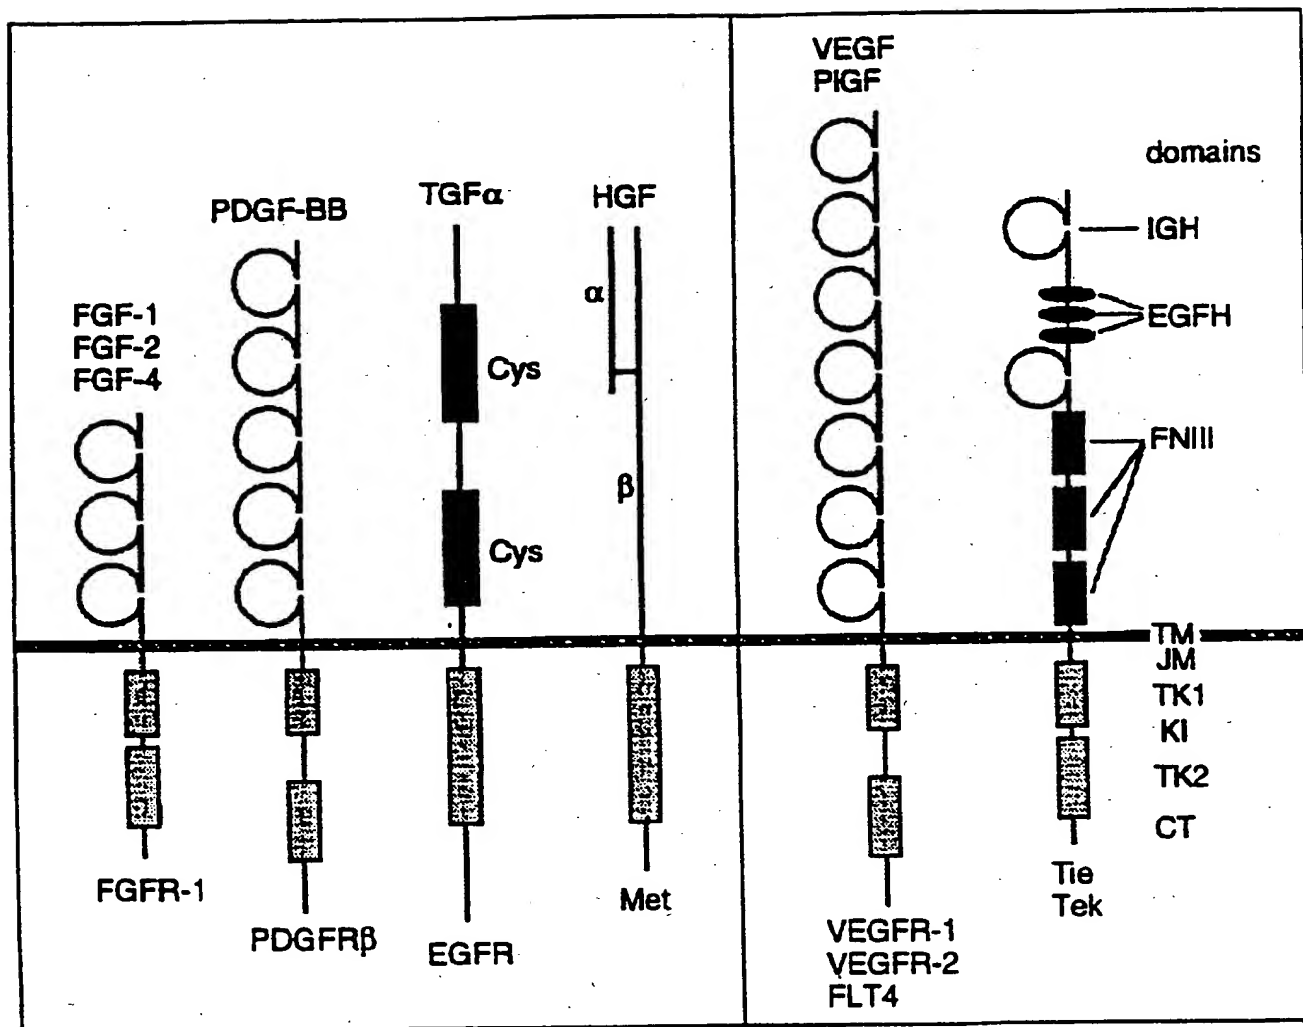 FGF-1
FGF-2
FGF-4
PDGF-BB
TGFα
HGF
α
β
Cys
Cys
FGFR-1
PDGFRβ
EGFR
Met
VEGF
PIGF
domains
IGH
EGFH
FNIII
TM
JM
TK1
KI
TK2
CT
VEGFR-1
VEGFR-2
FLT4
Tie
Tek